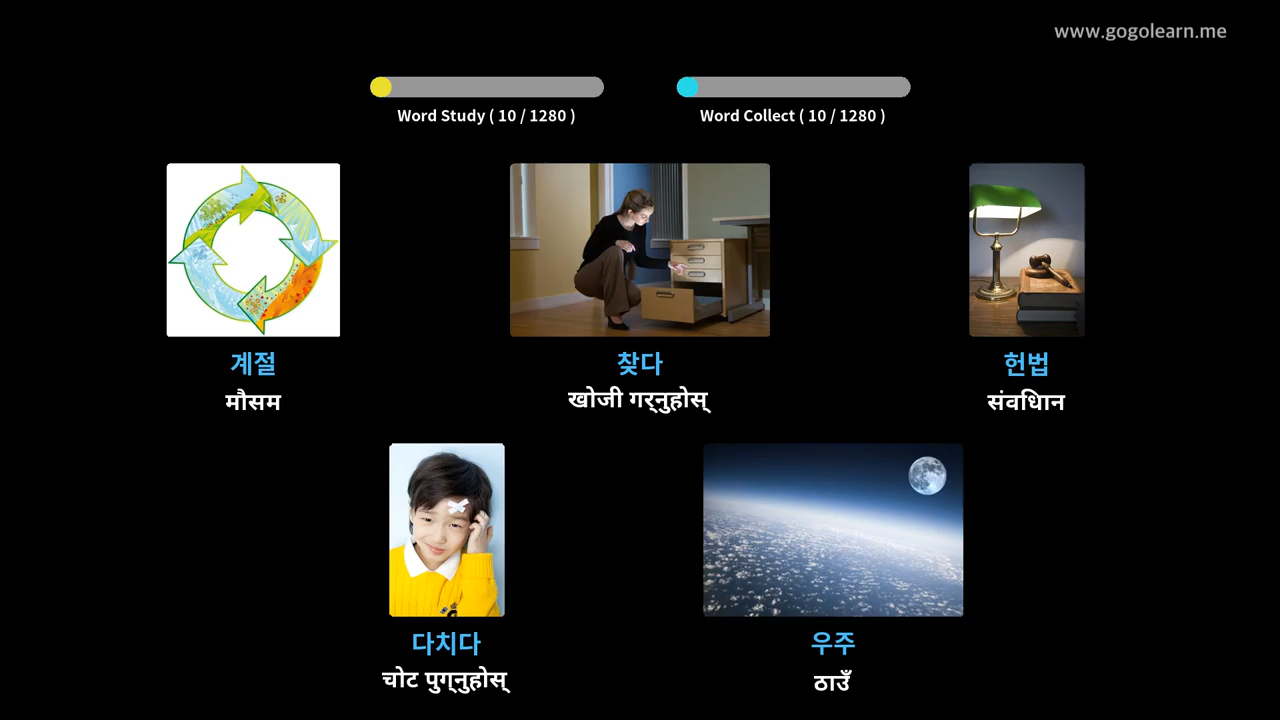 www.gogolearn.me
Word Study ( 10 / 1280 )
Word Collect ( 10 / 1280 )
계절
मौसम
찾다
खोजी गर्नुहोस्
헌법
संवधिान
다치다
चोट पुग्नुहोस्
우주
ठाउँ